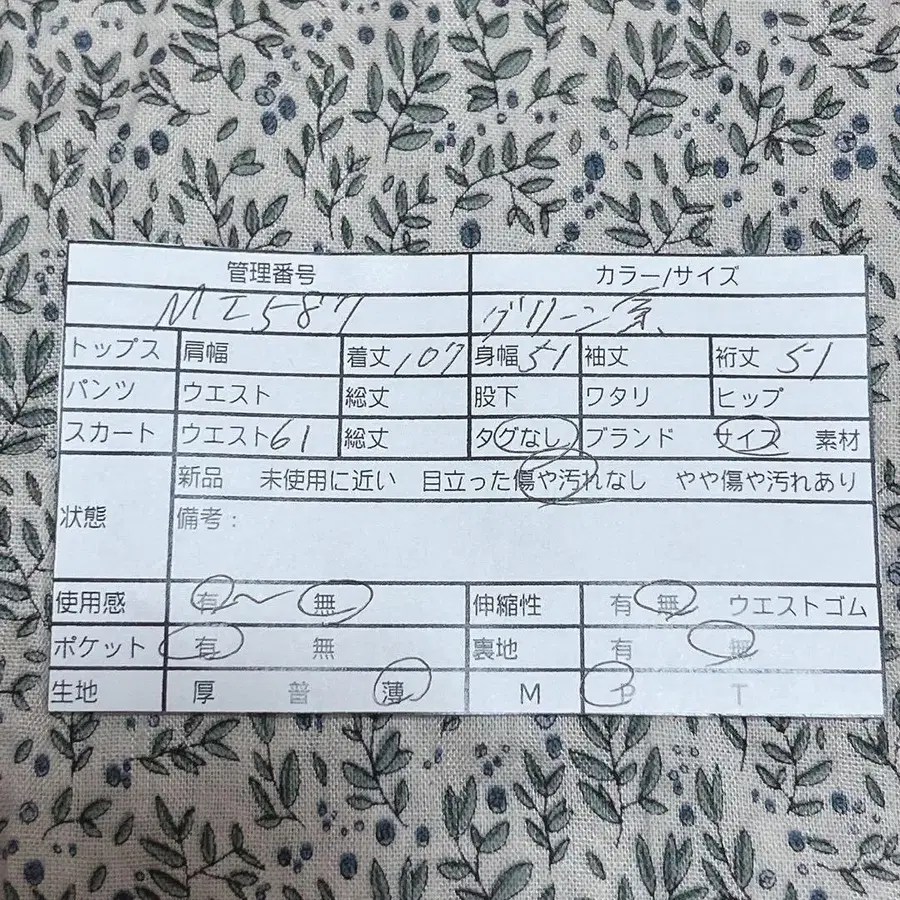 管理番号 カラー/サイズ
MI587 グリーン系
トップス 肩幅 着丈 107 身幅 51 袖丈 裄丈 51
パンツ ウエスト 総丈 股下 ワタリ ヒップ
スカート ウエスト 61 総丈 タグなし ブランド サイズ 素材
新品 未使用に近い 目立った傷や汚れなし やや傷や汚れあり
状態 備考：
使用感 有 ～ 無 伸縮性 有 無 ウエストゴム
ポケット 有 無 裏地 有 無
生地 厚 普 薄 M P T